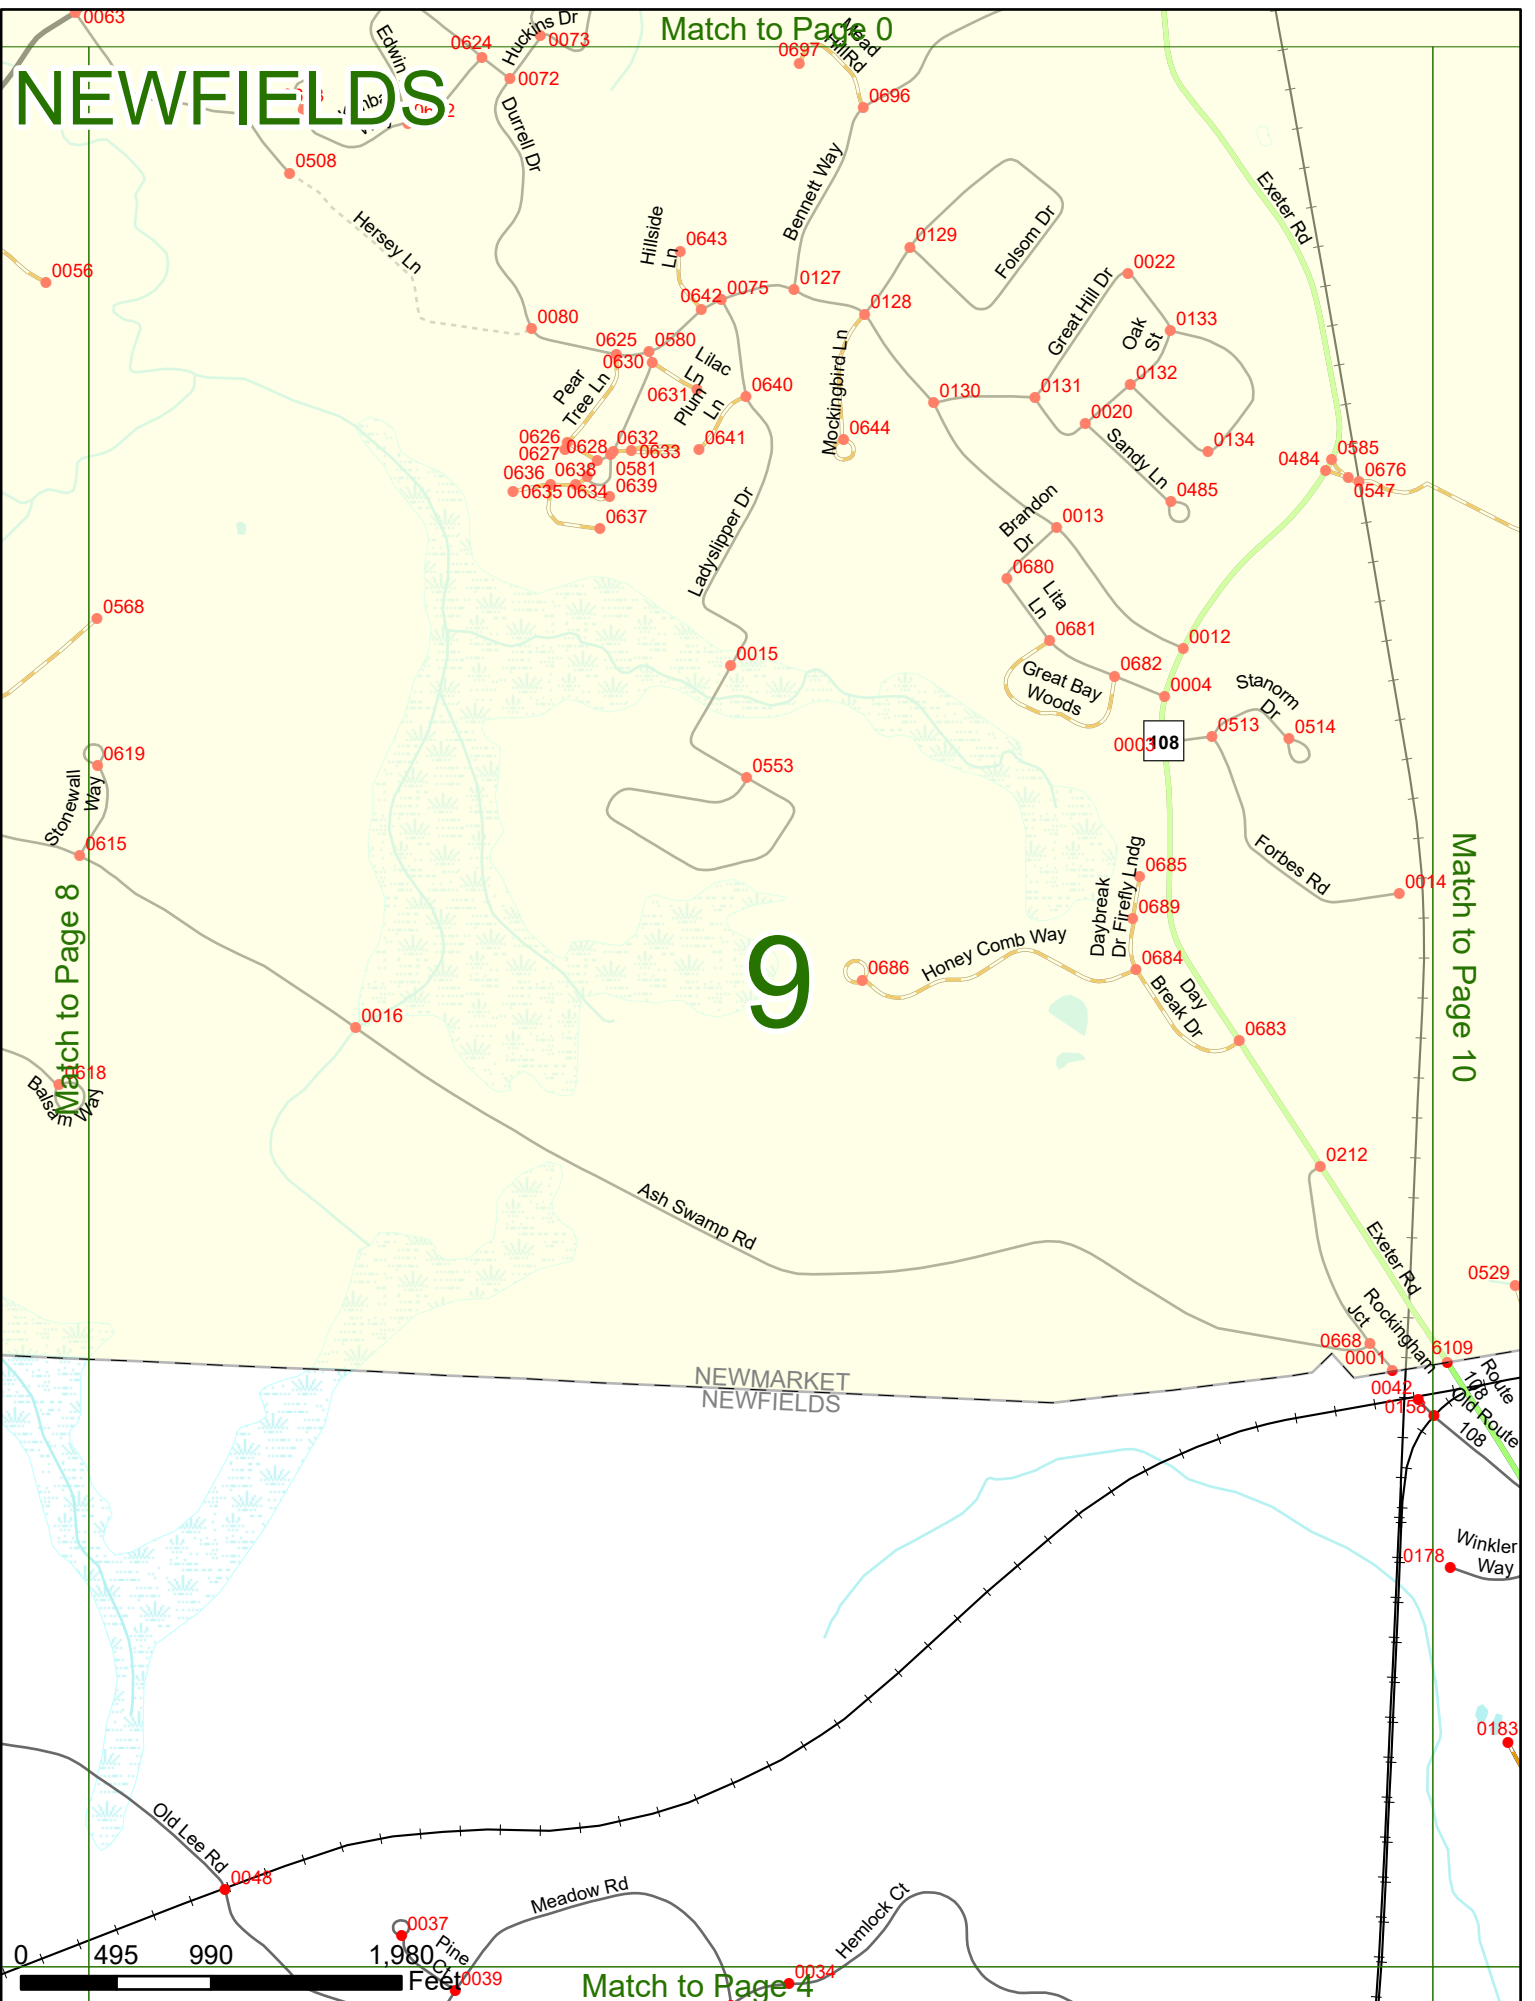 0063
Edwin
0624
Huckins Dr
0073
Match to Page 0
0697
Mead
HillRd
0072
0696
NEWFIELDS
Durrell Dr
0508
Hersey Ln
0056
Hillside
Ln
0643
Bennett Way
0129
Folsom Dr
Exeter Rd
0022
Great Hill Dr
0642
0075
0127
0128
Oak
St
0133
0080
0625
0580
0630
Lilac
Ln
0631
Plum
Ln
0640
Pear
Tree Ln
Mockingbird Ln
0130
0131
0132
0020
0644
0134
0626
0627
0628
0632
0633
0641
0581
0636
0638
0635
0634
0639
0637
Sandy Ln
0485
0585
0484
0676
0547
Ladyslipper Dr
Brandon
Dr
0013
0680
Lita
Ln
0568
0681
0012
0015
0682
Great Bay
Woods
0004
Stanorm
Dr
0003
108
0513
0514
0619
Stonewall
Way
0553
0615
Forbes Rd
0685
0014
Match to Page 8
Match to Page 10
Daybreak
Dr
Firefly Lndg
0689
9
0686
Honey Comb Way
0684
Day
Break Dr
0016
0683
0618
Balsam
Way
0212
Ash Swamp Rd
Exeter Rd
0529
Rockingham
Jct
0668
0001
6109
NEWMARKET
NEWFIELDS
Route
108
0042
0158
Old Route
108
Winkler
Way
0178
0183
Old Lee Rd
0048
Meadow Rd
Hemlock Ct
0037
Pine
Ct
0039
0034
0 495 990 1,980
Feet
Match to Page 4